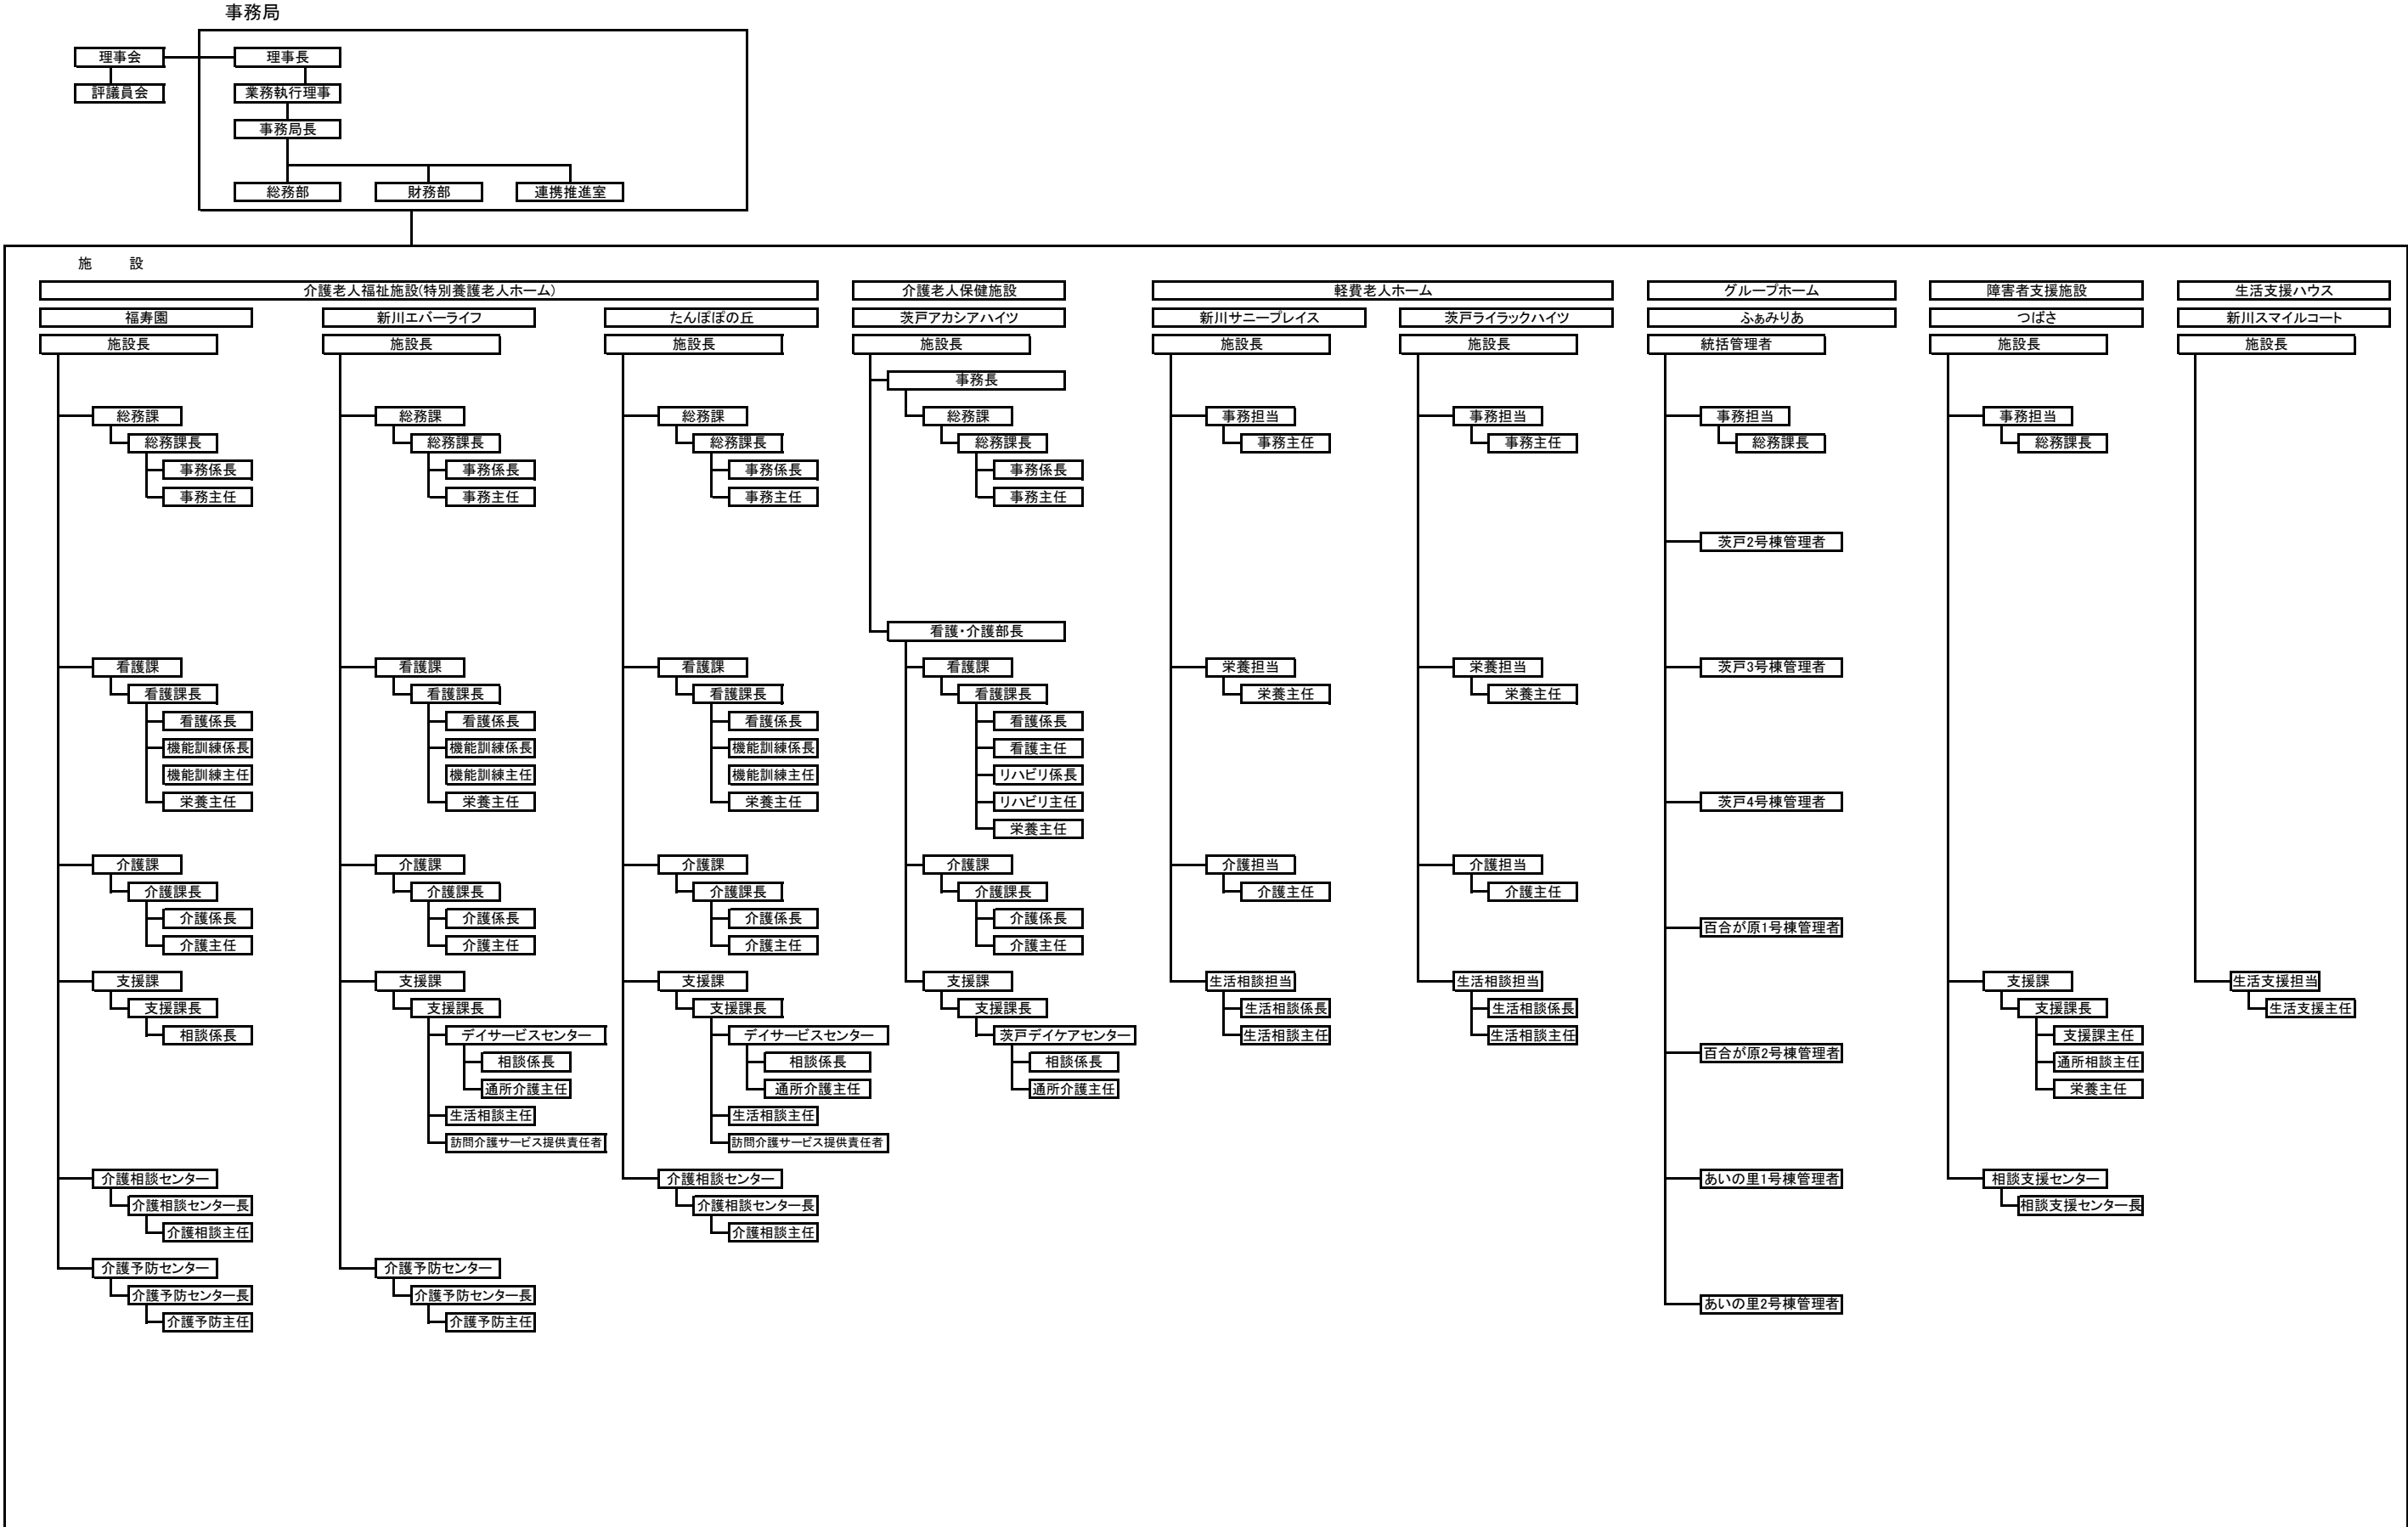 事務局
理事会
理事長
評議員会
業務執行理事
事務局長
総務部
財務部
連携推進室
施　設
介護老人福祉施設(特別養護老人ホーム)
福寿園
施設長
総務課
総務課長
事務係長
事務主任
看護課
看護課長
看護係長
機能訓練係長
機能訓練主任
栄養主任
介護課
介護課長
介護係長
介護主任
支援課
支援課長
相談係長
介護相談センター
介護相談センター長
介護相談主任
介護予防センター
介護予防センター長
介護予防主任
新川エバーライフ
施設長
総務課
総務課長
事務係長
事務主任
看護課
看護課長
看護係長
機能訓練係長
機能訓練主任
栄養主任
介護課
介護課長
介護係長
介護主任
支援課
支援課長
デイサービスセンター
相談係長
通所介護主任
生活相談主任
訪問介護サービス提供責任者
介護予防センター
介護予防センター長
介護予防主任
たんぽぽの丘
施設長
総務課
総務課長
事務係長
事務主任
看護課
看護課長
看護係長
機能訓練係長
機能訓練主任
栄養主任
介護課
介護課長
介護係長
介護主任
支援課
支援課長
デイサービスセンター
相談係長
通所介護主任
生活相談主任
訪問介護サービス提供責任者
介護相談センター
介護相談センター長
介護相談主任
介護老人保健施設
茨戸アカシアハイツ
施設長
事務長
総務課
総務課長
事務係長
事務主任
看護・介護部長
看護課
看護課長
看護係長
看護主任
リハビリ係長
リハビリ主任
栄養主任
介護課
介護課長
介護係長
介護主任
支援課
支援課長
茨戸デイケアセンター
相談係長
通所介護主任
軽費老人ホーム
新川サニープレイス
施設長
事務担当
事務主任
栄養担当
栄養主任
介護担当
介護主任
生活相談担当
生活相談係長
生活相談主任
茨戸ライラックハイツ
施設長
事務担当
事務主任
栄養担当
栄養主任
介護担当
介護主任
生活相談担当
生活相談係長
生活相談主任
グループホーム
ふぁみりあ
統括管理者
事務担当
総務課長
茨戸2号棟管理者
茨戸3号棟管理者
茨戸4号棟管理者
百合が原1号棟管理者
百合が原2号棟管理者
あいの里1号棟管理者
あいの里2号棟管理者
障害者支援施設
つばさ
施設長
事務担当
総務課長
支援課
支援課長
支援課主任
通所相談主任
栄養主任
相談支援センター
相談支援センター長
生活支援ハウス
新川スマイルコート
施設長
生活支援担当
生活支援主任